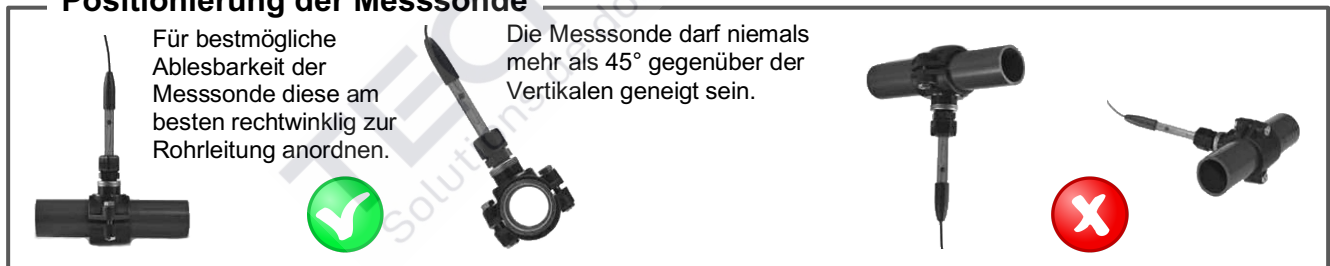 Positionierung der Messsonde
Für bestmögliche
Ablesbarkeit der
Messsonde diese am
besten rechtwinklig zur
Rohrleitung anordnen.
Die Messsonde darf niemals
mehr als 45° gegenüber der
Vertikalen geneigt sein.